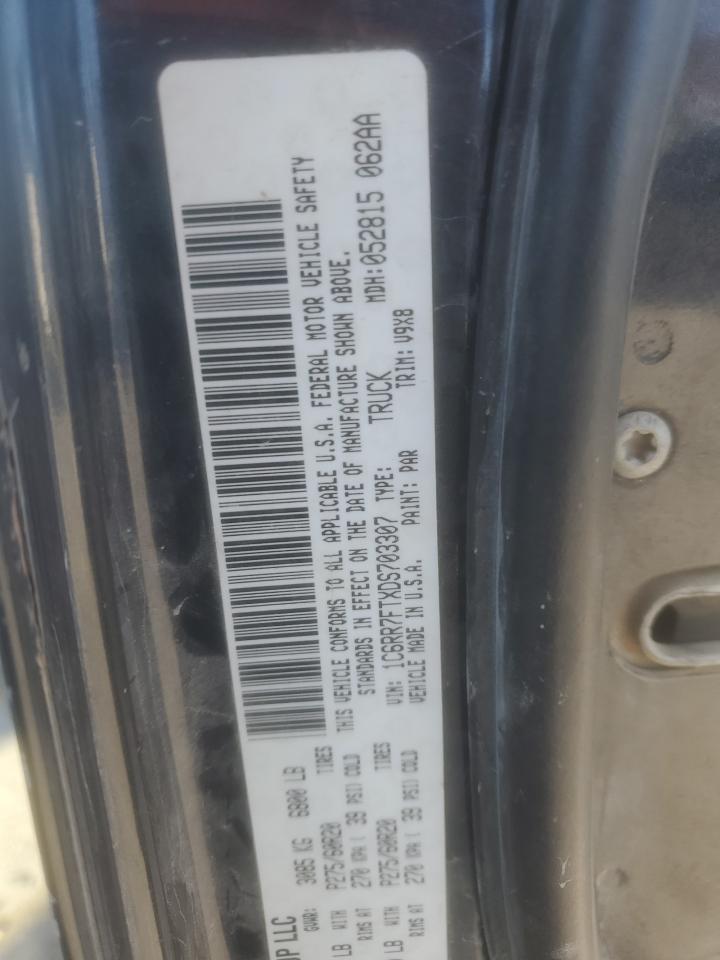 UP LLC
GVWR: 3085 KG 6800 LB
LB WITH P275/60R20 TIRES
RIMS AT 270 KPA ( 39 PSI) COLD
LB WITH P275/60R20 TIRES
RIMS AT 270 KPA ( 39 PSI) COLD
THIS VEHICLE CONFORMS TO ALL APPLICABLE U.S.A. FEDERAL MOTOR VEHICLE SAFETY
STANDARDS IN EFFECT ON THE DATE OF MANUFACTURE SHOWN ABOVE.
VIN: 1C6RR7FTXDS703307 TYPE: TRUCK MDH:052815 062AA
VEHICLE MADE IN U.S.A. PAINT: PAR TRIM: V9X8